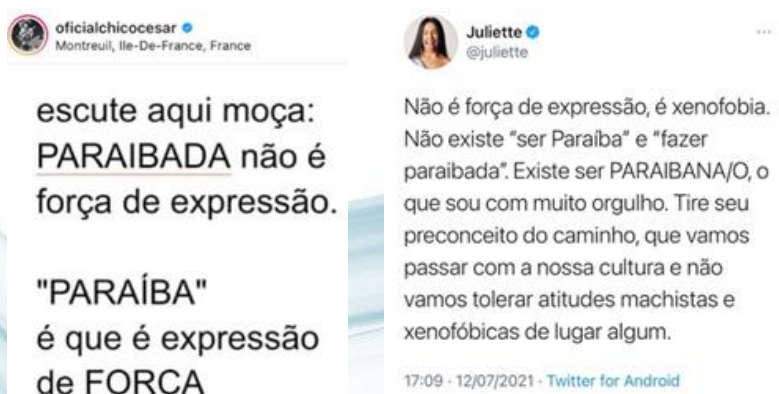 oficialchicocesar
Montreuil, Ile-De-France, France
escute aqui moça:
PARAIBADA não é
força de expressão.
"PARAÍBA"
é que é expressão
de FORÇA
Juliette
@juliette
Não é força de expressão, é xenofobia.
Não existe “ser Paraíba” e “fazer
paraibada”. Existe ser PARAIBANA/O, o
que sou com muito orgulho. Tire seu
preconceito do caminho, que vamos
passar com a nossa cultura e não
vamos tolerar atitudes machistas e
xenofóbicas de lugar algum.
17:09 · 12/07/2021 · Twitter for Android